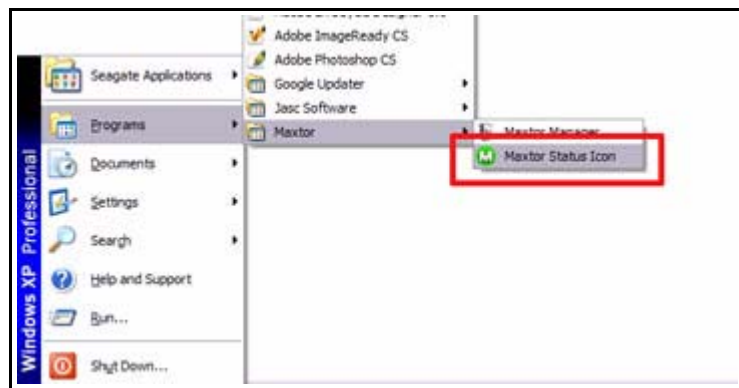 Adobe ImageReady CS
Adobe Photoshop CS
Google Updater
Jasc Software
Maxtor
Maxtor Manager
Maxtor Status Icon
Seagate Applications
Programs
Documents
Settings
Search
Help and Support
Run...
Shut Down...
Windows XP Professional